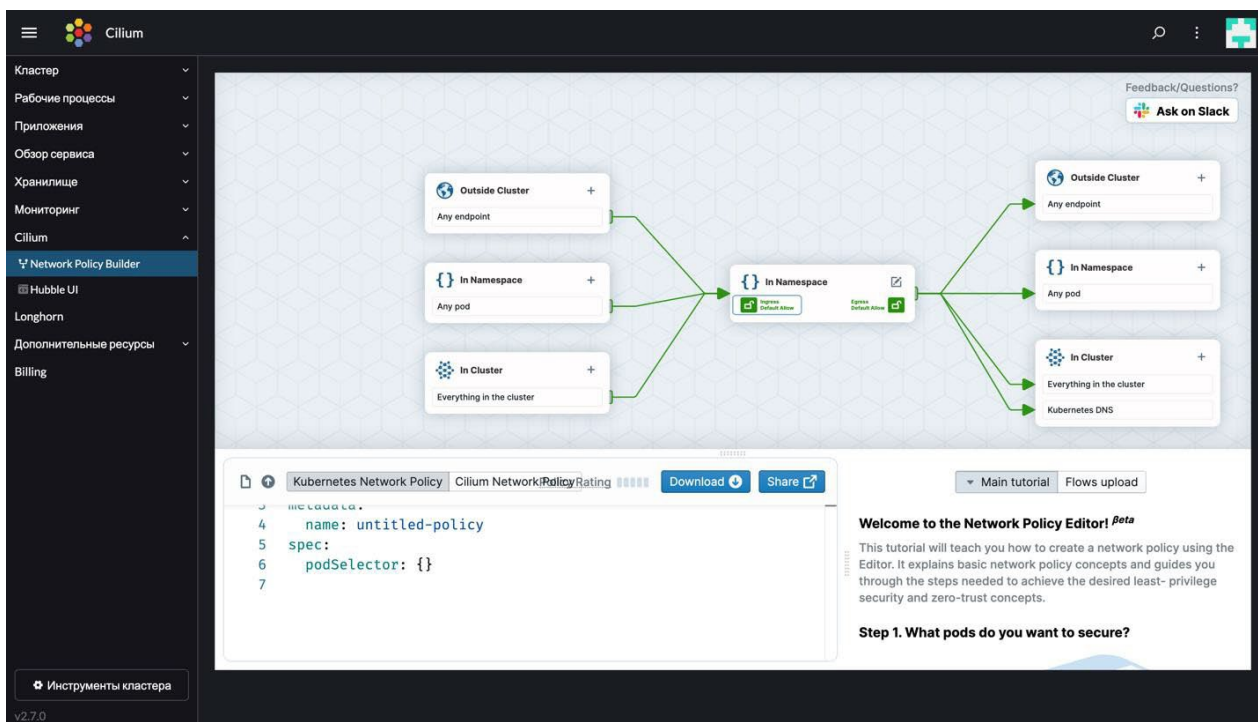 Cilium
Кластер
Рабочие процессы
Приложения
Обзор сервиса
Хранилище
Мониторинг
Cilium
Network Policy Builder
Hubble UI
Longhorn
Дополнительные ресурсы
Billing
Инструменты кластера
v2.7.0
Feedback/Questions?
Ask on Slack
Outside Cluster
Any endpoint
{} In Namespace
Any pod
In Cluster
Everything in the cluster
{} In Namespace
Ingress
Default Allow
Egress
Default Allow
Outside Cluster
Any endpoint
{} In Namespace
Any pod
In Cluster
Everything in the cluster
Kubernetes DNS
Kubernetes Network Policy
Cilium Network Policy
Rating
Download
Share
3 metadata:
4 name: untitled-policy
5 spec:
6 podSelector: {}
7
Main tutorial
Flows upload
Welcome to the Network Policy Editor! βeta
This tutorial will teach you how to create a network policy using the
Editor. It explains basic network policy concepts and guides you
through the steps needed to achieve the desired least- privilege
security and zero-trust concepts.
Step 1. What pods do you want to secure?